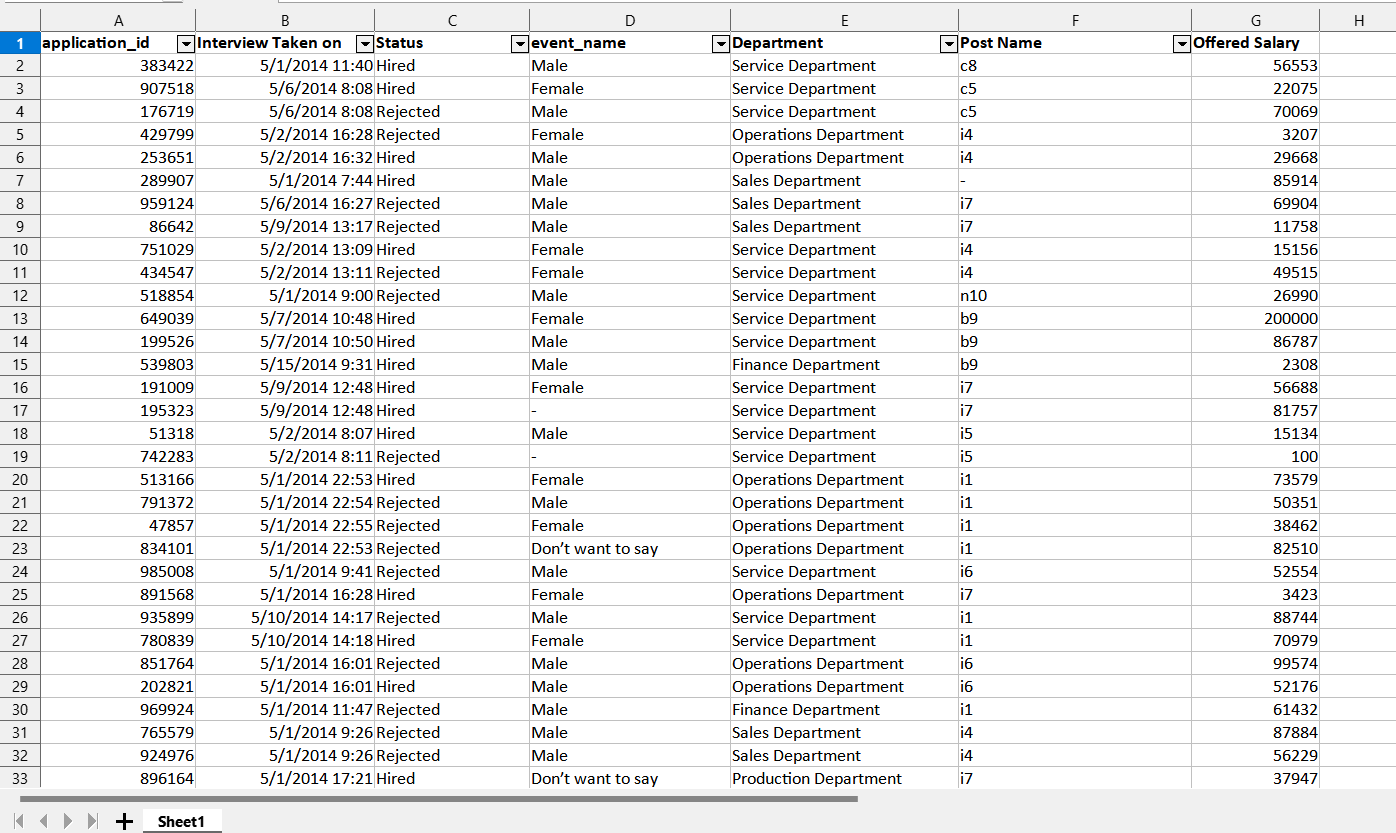 A B C D E F G H
1 application_id Interview Taken on Status event_name Department Post Name Offered Salary
2 383422 5/1/2014 11:40 Hired Male Service Department c8 56553
3 907518 5/6/2014 8:08 Hired Female Service Department c5 22075
4 176719 5/6/2014 8:08 Rejected Male Service Department c5 70069
5 429799 5/2/2014 16:28 Rejected Female Operations Department i4 3207
6 253651 5/2/2014 16:32 Hired Male Operations Department i4 29668
7 289907 5/1/2014 7:44 Hired Male Sales Department - 85914
8 959124 5/6/2014 16:27 Rejected Male Sales Department i7 69904
9 86642 5/9/2014 13:17 Rejected Male Sales Department i7 11758
10 751029 5/2/2014 13:09 Hired Female Service Department i4 15156
11 434547 5/2/2014 13:11 Rejected Female Service Department i4 49515
12 518854 5/1/2014 9:00 Rejected Male Service Department n10 26990
13 649039 5/7/2014 10:48 Hired Female Service Department b9 200000
14 199526 5/7/2014 10:50 Hired Male Service Department b9 86787
15 539803 5/15/2014 9:31 Hired Male Finance Department b9 2308
16 191009 5/9/2014 12:48 Hired Female Service Department i7 56688
17 195323 5/9/2014 12:48 Hired - Service Department i7 81757
18 51318 5/2/2014 8:07 Hired Male Service Department i5 15134
19 742283 5/2/2014 8:11 Rejected - Service Department i5 100
20 513166 5/1/2014 22:53 Hired Female Operations Department i1 73579
21 791372 5/1/2014 22:54 Rejected Male Operations Department i1 50351
22 47857 5/1/2014 22:55 Rejected Female Operations Department i1 38462
23 834101 5/1/2014 22:53 Rejected Don’t want to say Operations Department i1 82510
24 985008 5/1/2014 9:41 Rejected Male Service Department i6 52554
25 891568 5/1/2014 16:28 Hired Female Operations Department i7 3423
26 935899 5/10/2014 14:17 Rejected Male Service Department i1 88744
27 780839 5/10/2014 14:18 Hired Female Service Department i1 70979
28 851764 5/1/2014 16:01 Rejected Male Operations Department i6 99574
29 202821 5/1/2014 16:01 Hired Male Operations Department i6 52176
30 969924 5/1/2014 11:47 Rejected Male Finance Department i1 61432
31 765579 5/1/2014 9:26 Rejected Male Sales Department i4 87884
32 924976 5/1/2014 9:26 Rejected Male Sales Department i4 56229
33 896164 5/1/2014 17:21 Hired Don’t want to say Production Department i7 37947
Sheet1